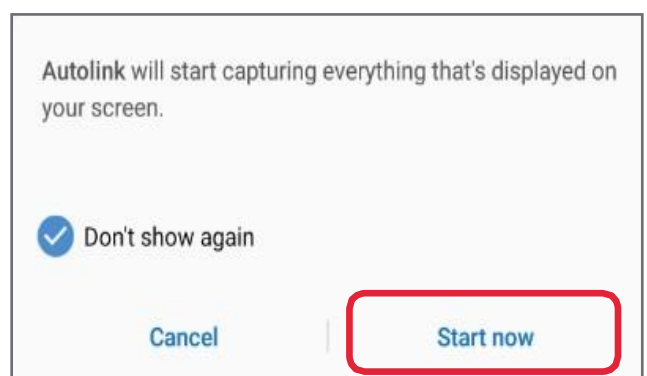 Autolink will start capturing everything that's displayed on
your screen.
Don't show again
Cancel
Start now